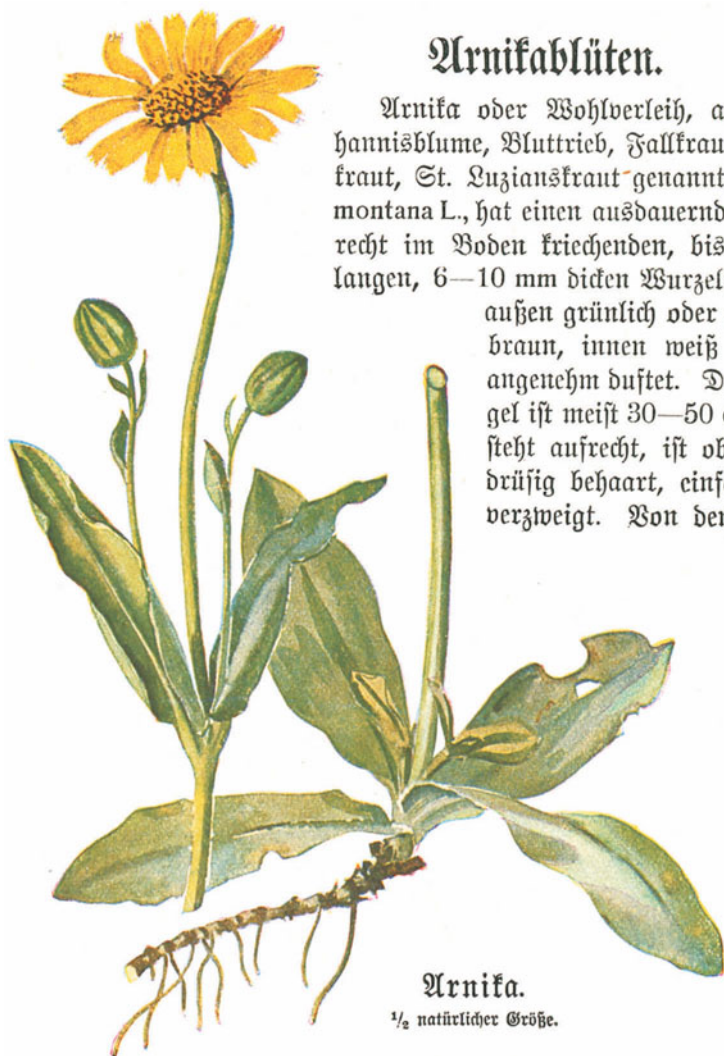 Arnikablüten.
Arnika oder Wohlverleih, a
hannisblume, Bluttrieb, Fallkrau
kraut, St. Luzianskraut genannt
montana L., hat einen ausdauernd
recht im Boden kriechenden, bis
langen, 6—10 mm dicken Wurzel
außen grünlich oder
braun, innen weiß
angenehm duftet. D
gel ist meist 30—50 c
steht aufrecht, ist ob
drüsig behaart, einf
verzweigt. Von der
Arnika.
½ natürlicher Größe.